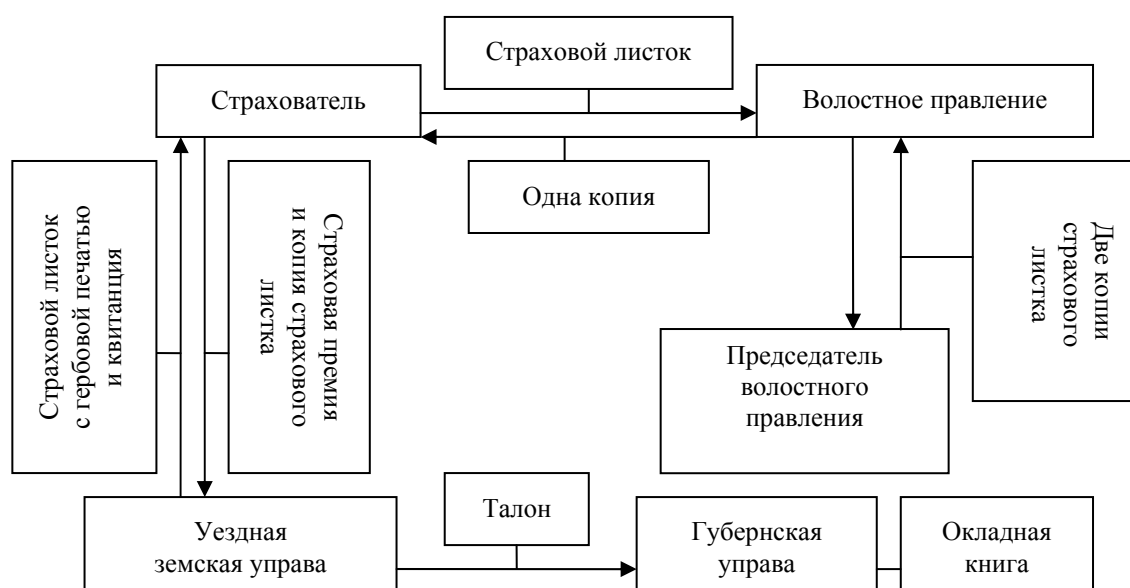 Страховой листок
Страхователь
Волостное правление
Одна копия
Страховой листок
с гербовой печатью
и квитанция
Страховая премия
и копия страхового
листка
Две копии
страхового
листка
Председатель
волостного
правления
Талон
Уездная
земская управа
Губернская
управа
Окладная
книга